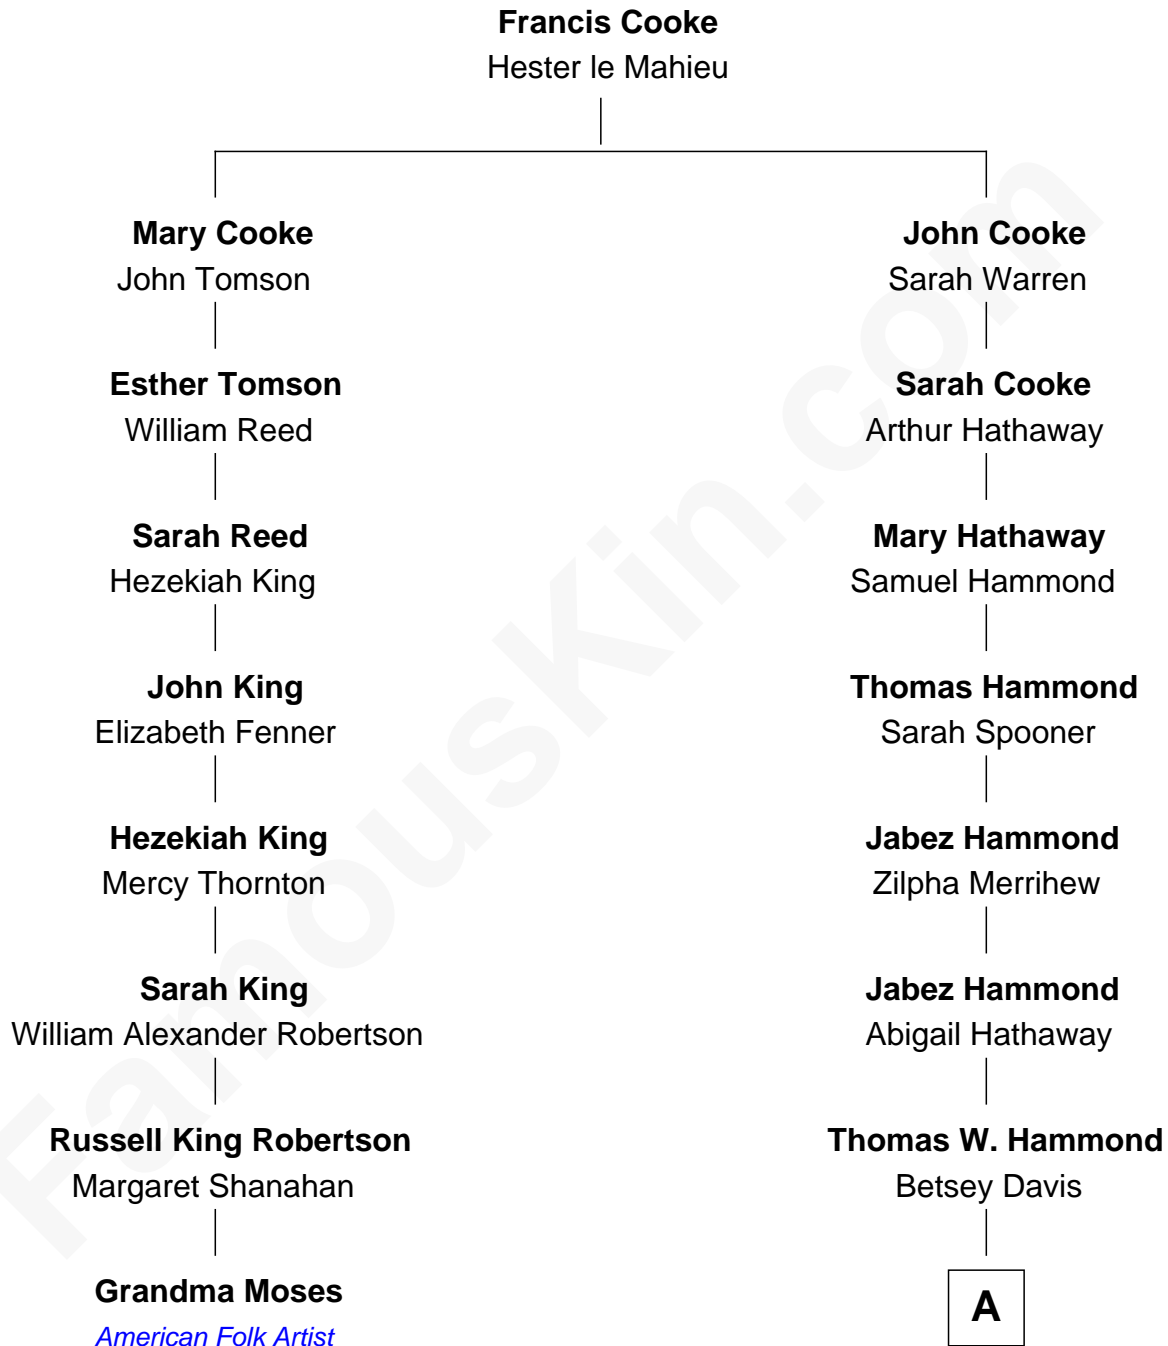 Francis Cooke
Hester le Mahieu
Mary Cooke
John Tomson
Esther Tomson
William Reed
Sarah Reed
Hezekiah King
John King
Elizabeth Fenner
Hezekiah King
Mercy Thornton
Sarah King
William Alexander Robertson
Russell King Robertson
Margaret Shanahan
Grandma Moses
American Folk Artist
John Cooke
Sarah Warren
Sarah Cooke
Arthur Hathaway
Mary Hathaway
Samuel Hammond
Thomas Hammond
Sarah Spooner
Jabez Hammond
Zilpha Merrihew
Jabez Hammond
Abigail Hathaway
Thomas W. Hammond
Betsey Davis
A
FamousKin.com